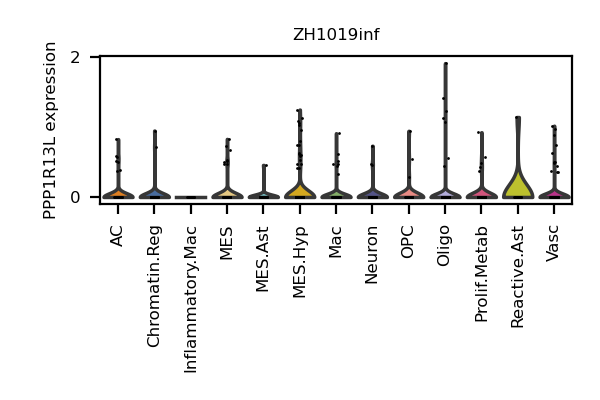 ZH1019inf
PPP1R13L expression
2
0
AC
Chromatin.Reg
Inflammatory.Mac
MES
MES.Ast
MES.Hyp
Mac
Neuron
OPC
Oligo
Prolif.Metab
Reactive.Ast
Vasc